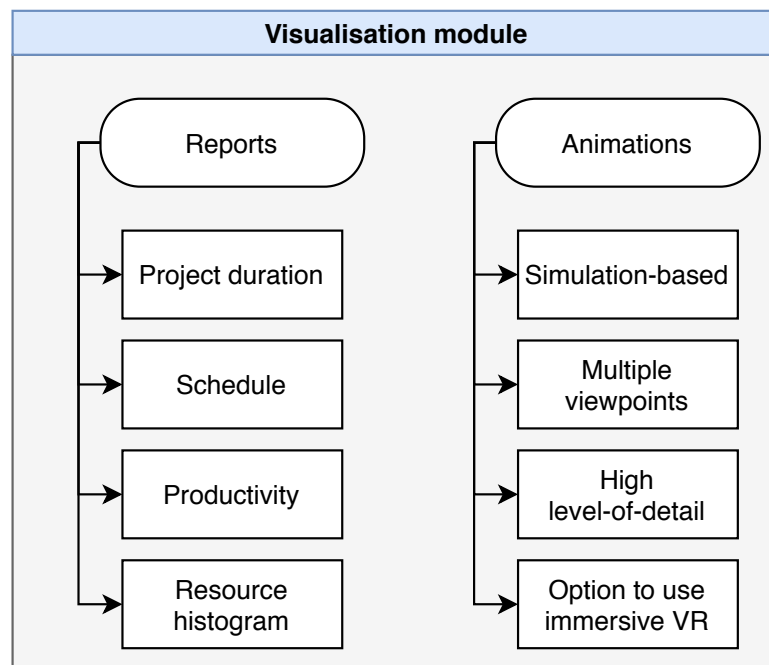 Visualisation module
Reports
Project duration
Schedule
Productivity
Resource
histogram
Animations
Simulation-based
Multiple
viewpoints
High
level-of-detail
Option to use
immersive VR